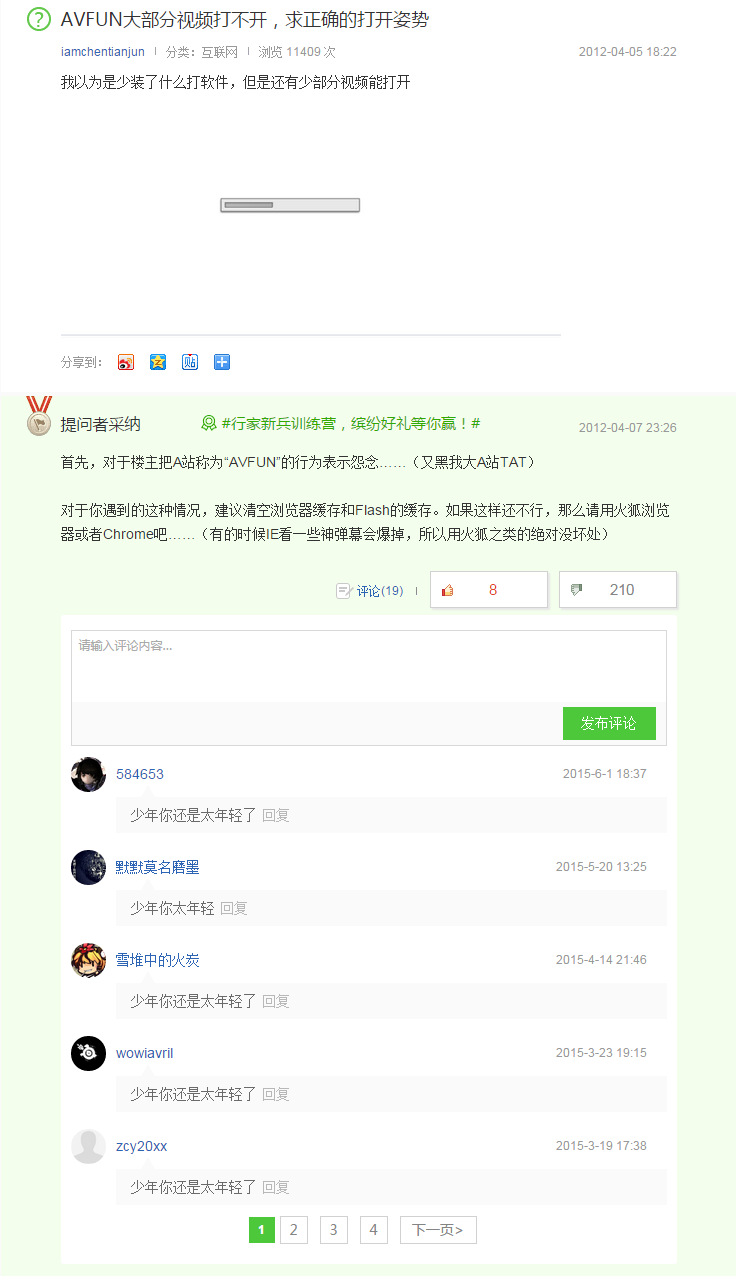 AVFUN大部分视频打不开，求正确的打开姿势
iamchentianjun | 分类：互联网 | 浏览 11409 次 2012-04-05 18:22
我以为是少装了什么打软件，但是还有少部分视频能打开
分享到：
贴
提问者采纳 #行家新兵训练营，缤纷好礼等你赢！# 2012-04-07 23:26
首先，对于楼主把A站称为“AVFUN”的行为表示怨念……（又黑我大A站TAT）
对于你遇到的这种情况，建议清空浏览器缓存和Flash的缓存。如果这样还不行，那么请用火狐浏览
器或者Chrome吧……（有的时候IE看一些神弹幕会爆掉，所以用火狐之类的绝对没坏处）
评论(19) | 8 210
请输入评论内容...
发布评论
584653 2015-6-1 18:37
少年你还是太年轻了 回复
默默莫名磨墨 2015-5-20 13:25
少年你太年轻 回复
雪堆中的火炭 2015-4-14 21:46
少年你还是太年轻了 回复
wowiavril 2015-3-23 19:15
少年你还是太年轻了 回复
zcy20xx 2015-3-19 17:38
少年你还是太年轻了 回复
1 2 3 4 下一页>